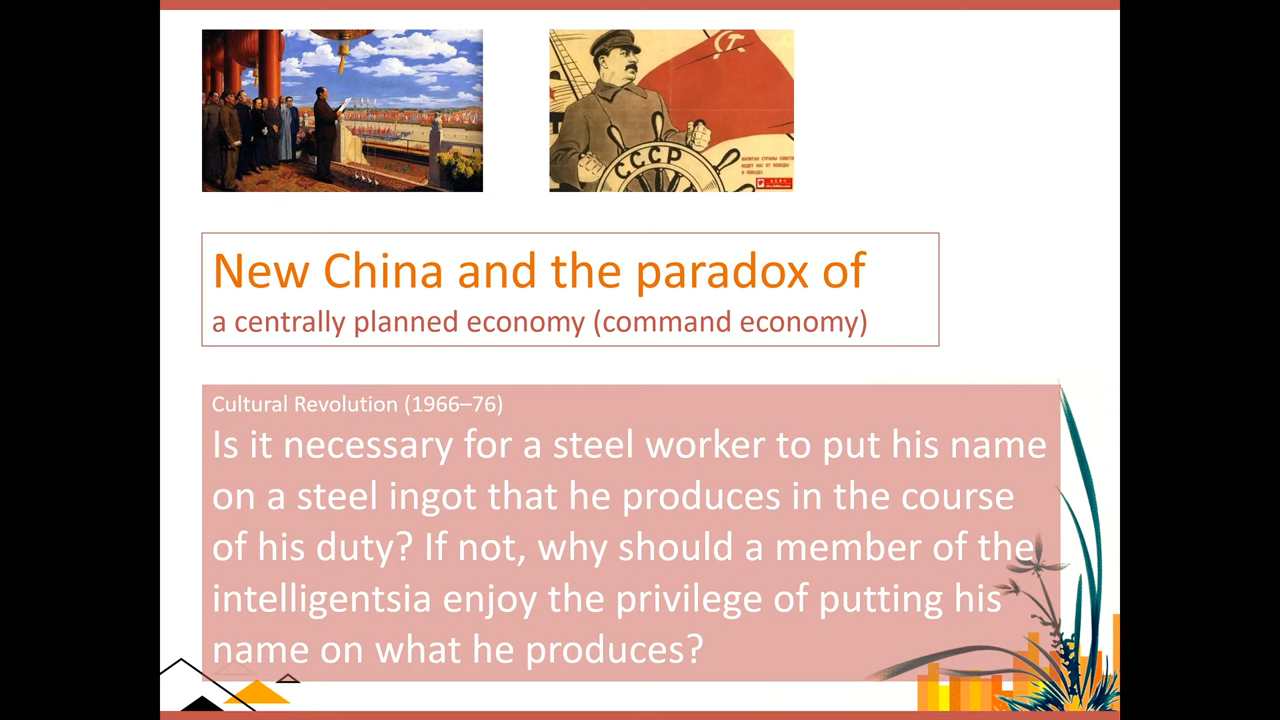 СССР
New China and the paradox of
a centrally planned economy (command economy)
Cultural Revolution (1966–76)
Is it necessary for a steel worker to put his name
on a steel ingot that he produces in the course
of his duty? If not, why should a member of the
intelligentsia enjoy the privilege of putting his
name on what he produces?